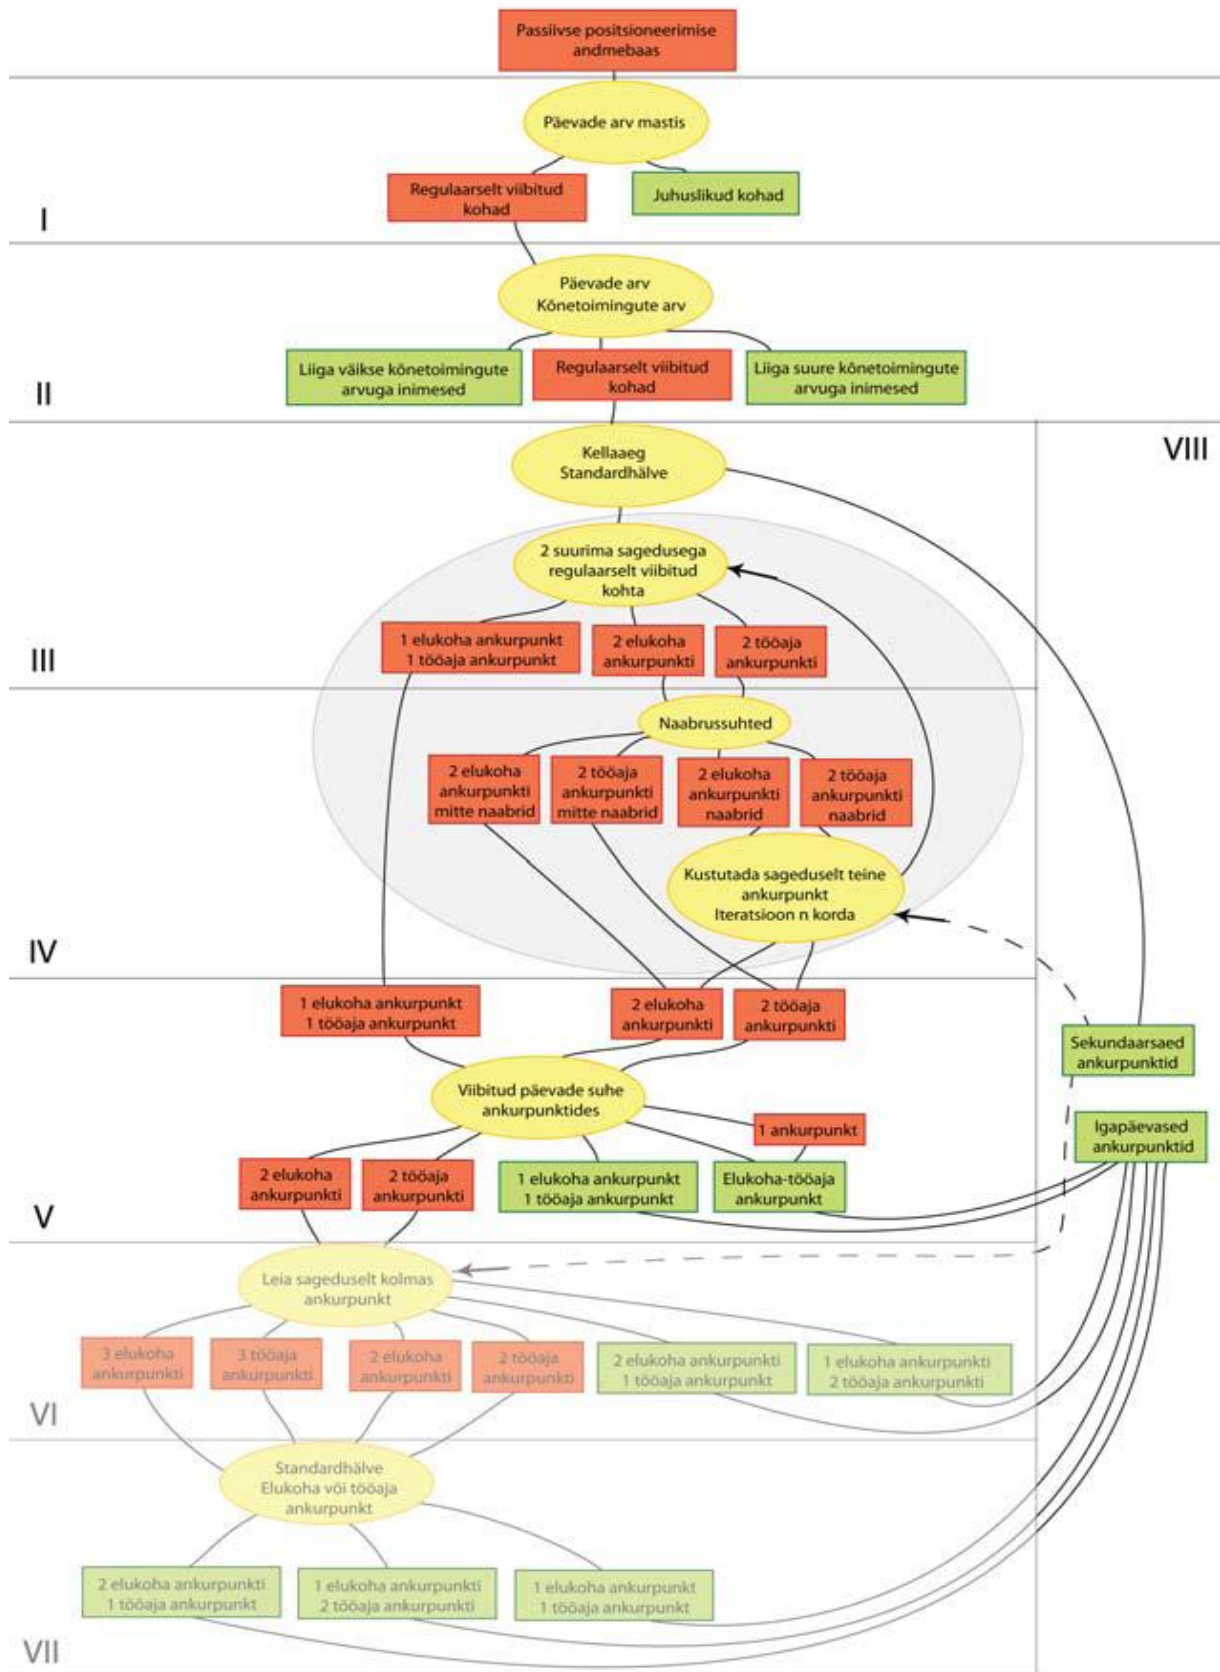 Passiivse positsioneerimise
andmebaas
Päevade arv mastis
Regulaarselt viibitud
kohad
Juhuslikud kohad
I
Päevade arv
Kõnetoimingute arv
Liiga väikse kõnetoimingute
arvuga inimesed
Regulaarselt viibitud
kohad
Liiga suure kõnetoimingute
arvuga inimesed
II
VIII
Kellaaeg
Standardhälve
2 suurima sagedusega
regulaarselt viibitud
kohta
1 elukoha ankurpunkt
1 tööaja ankurpunkt
2 elukoha
ankurpunkti
2 tööaja
ankurpunkti
III
Naabrussuhted
2 elukoha
ankurpunkti
mitte naabrid
2 tööaja
ankurpunkti
mitte naabrid
2 elukoha
ankurpunkti
naabrid
2 tööaja
ankurpunkti
naabrid
Kustutada sageduselt teine
ankurpunkt
Iteratsioon n korda
IV
1 elukoha ankurpunkt
1 tööaja ankurpunkt
2 elukoha
ankurpunkti
2 tööaja
ankurpunkti
Sekundaarsaed
ankurpunktid
Viibitud päevade suhe
ankurpunktides
1 ankurpunkt
Igapäevased
ankurpunktid
2 elukoha
ankurpunkti
2 tööaja
ankurpunkti
1 elukoha ankurpunkt
1 tööaja ankurpunkt
Elukoha-tööaja
ankurpunkt
V
Leia sageduselt kolmas
ankurpunkt
3 elukoha
ankurpunkti
3 tööaja
ankurpunkti
2 elukoha
ankurpunkti
2 tööaja
ankurpunkti
2 elukoha ankurpunkti
1 tööaja ankurpunkt
1 elukoha ankurpunkti
2 tööaja ankurpunkti
VI
Standardhälve
Elukoha või tööaja
ankurpunkt
2 elukoha ankurpunkti
1 tööaja ankurpunkt
1 elukoha ankurpunkti
2 tööaja ankurpunkti
1 elukoha ankurpunkt
1 tööaja ankurpunkt
VII